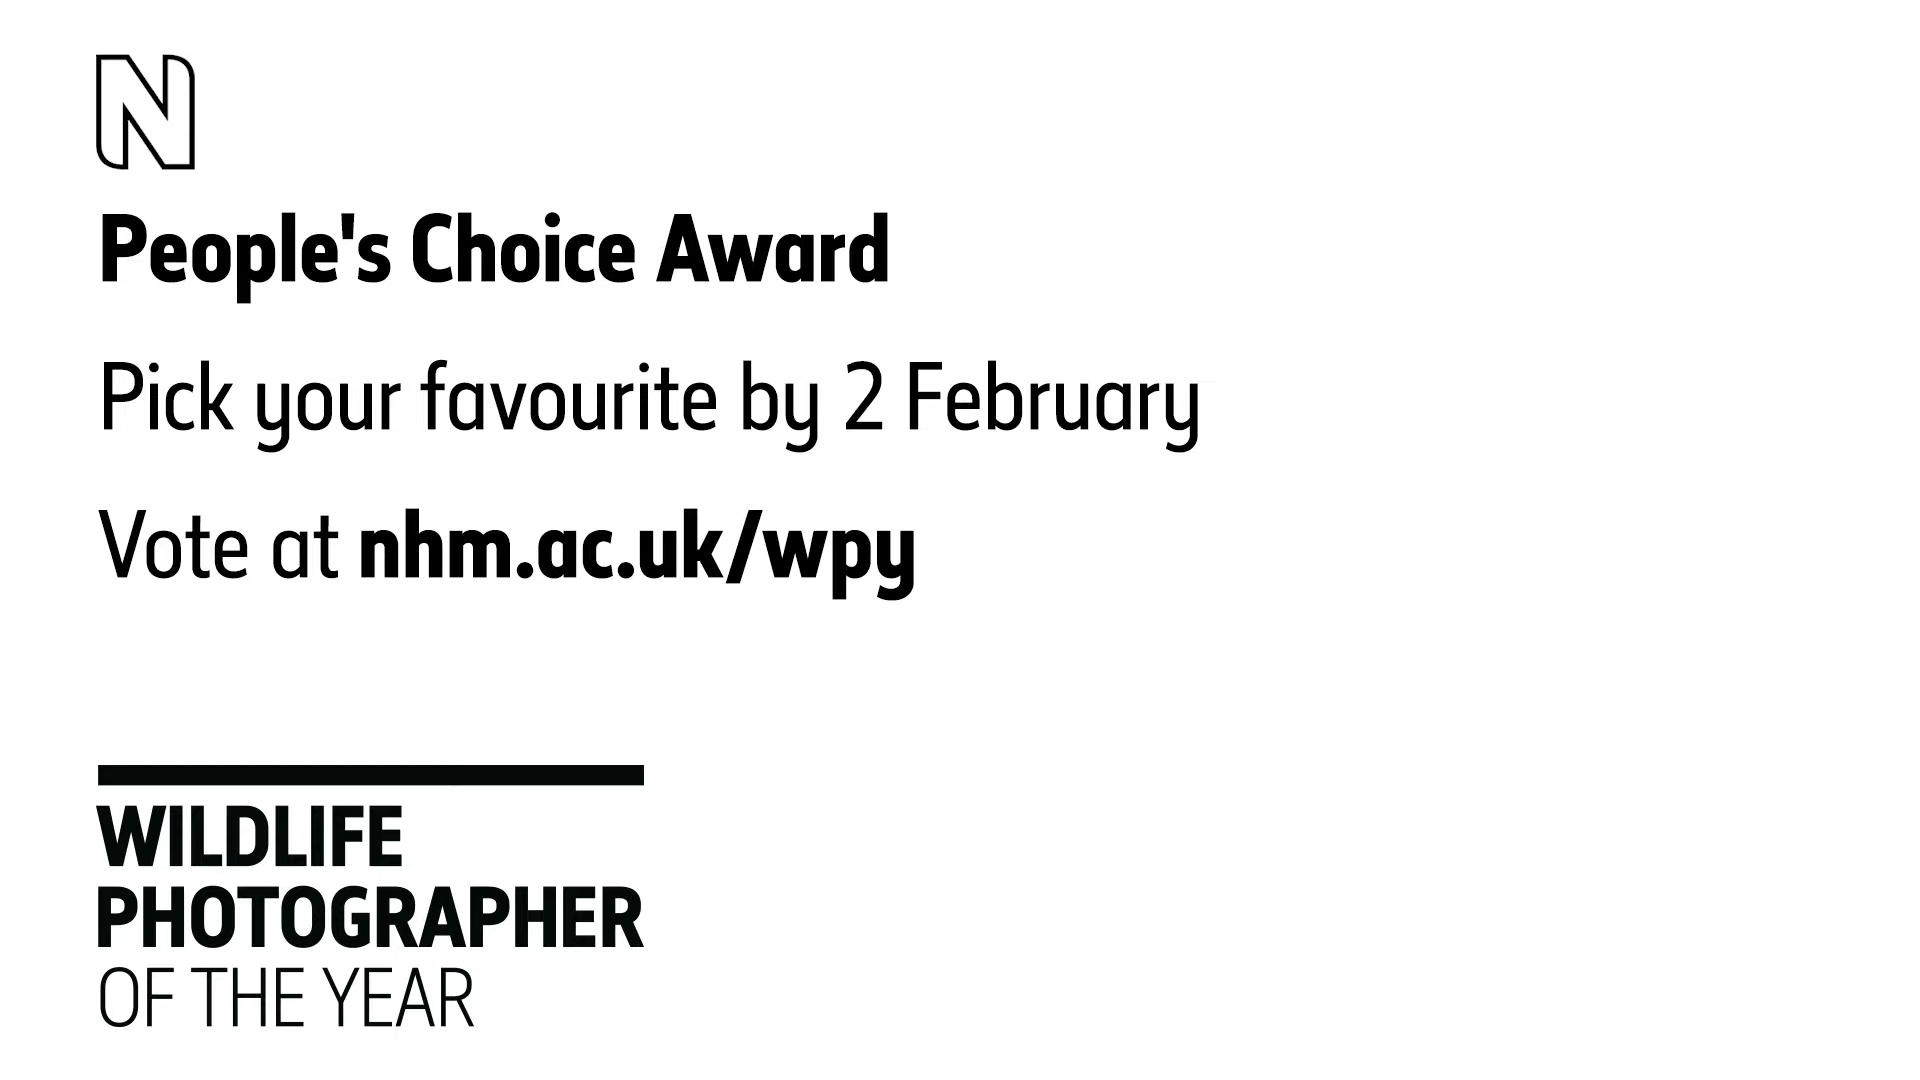 N
People's Choice Award
Pick your favourite by 2 February
Vote at nhm.ac.uk/wpy
WILDLIFE
PHOTOGRAPHER
OF THE YEAR